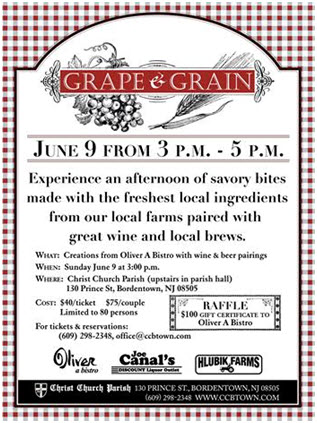 GRAPE & GRAIN
JUNE 9 FROM 3 P.M. - 5 P.M.
Experience an afternoon of savory bites
made with the freshest local ingredients
from our local farms paired with
great wine and local brews.
WHAT: Creations from Oliver A Bistro with wine & beer pairings
WHEN: Sunday June 9 at 3:00 p.m.
WHERE: Christ Church Parish (upstairs in parish hall)
130 Prince St, Bordentown, NJ 08505
COST: $40/ticket $75/couple
Limited to 80 persons
For tickets & reservations:
(609) 298-2348, office@ccbtown.com
RAFFLE
$100 GIFT CERTIFICATE TO
Oliver A Bistro
Oliver
a bistro
Joe
Canal's
DISCOUNT Liquor Outlet
HLUBIK FARMS
Christ Church Parish 130 PRINCE ST., BORDENTOWN, NJ 08505
(609) 298-2348 WWW.CCBTOWN.COM